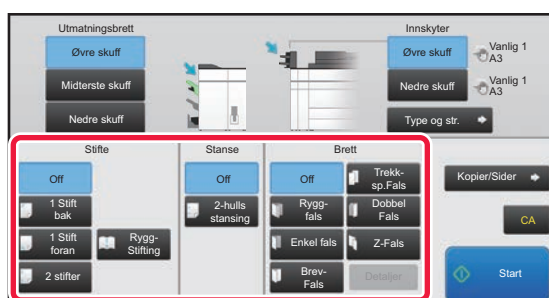 Utmatningsbrett
Øvre skuff
Midterste skuff
Nedre skuff
Innskyter
Øvre skuff
Vanlig 1
A3
Nedre skuff
Vanlig 1
A3
Type og str.
Stifte
Off
1 Stift
bak
1 Stift
foran
Rygg-
Stifting
2 stifter
Stanse
Off
2-hulls
stansing
Brett
Off
Trekk-
sp.Fals
Rygg-
fals
Dobbel
Fals
Enkel fals
Z-Fals
Brev-
Fals
Detaljer
Kopier/Sider
CA
Start